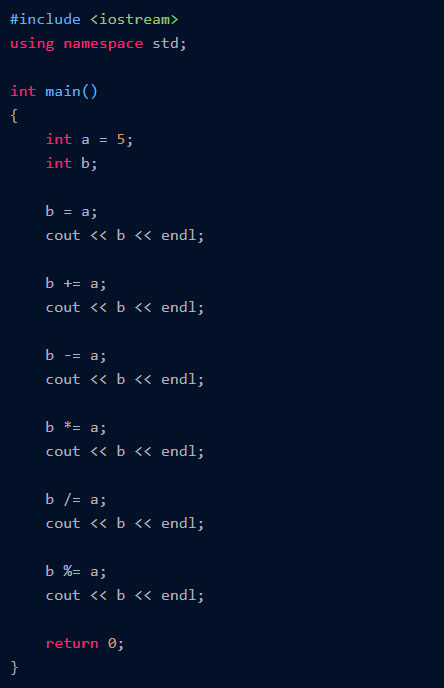 #include <iostream>
using namespace std;
int main()
{
    int a = 5;
    int b;
    b = a;
    cout << b << endl;
    b += a;
    cout << b << endl;
    b -= a;
    cout << b << endl;
    b *= a;
    cout << b << endl;
    b /= a;
    cout << b << endl;
    b %= a;
    cout << b << endl;
    return 0;
}